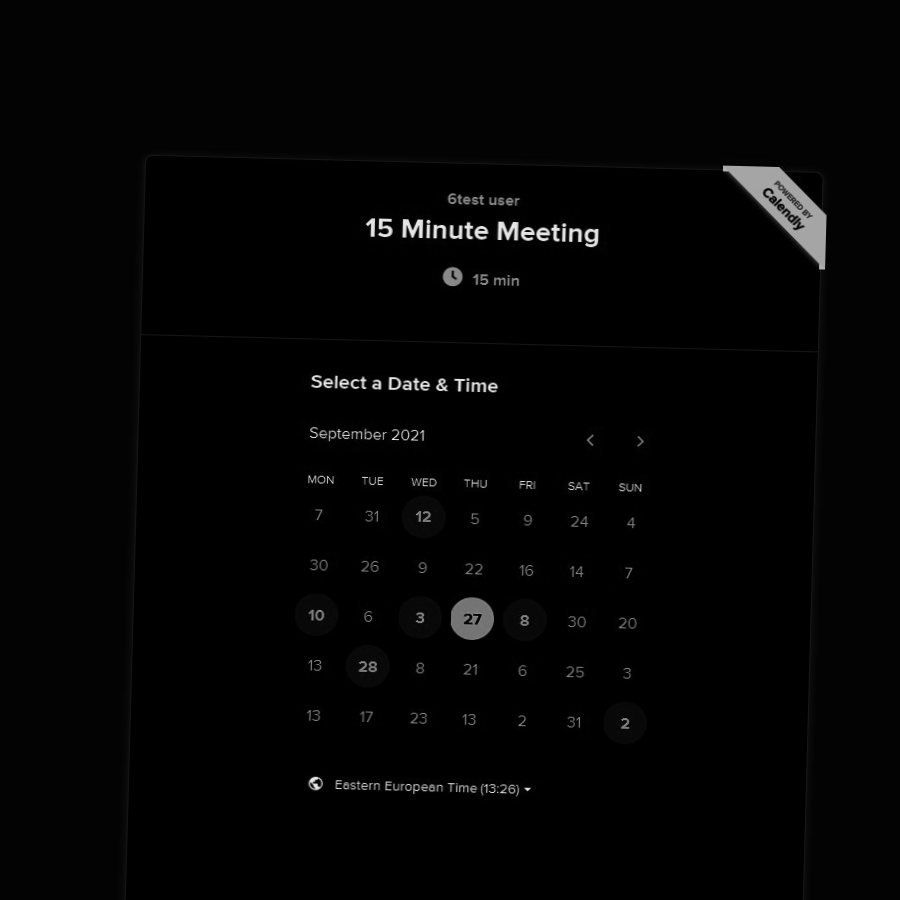 6test user
15 Minute Meeting
15 min
POWERED BY
Calendly
Select a Date & Time
September 2021
MON TUE WED THU FRI SAT SUN
7 31 12 5 9 24 4
30 26 9 22 16 14 7
10 6 3 27 8 30 20
13 28 8 21 6 25 3
13 17 23 13 2 31 2
Eastern European Time (13:26)